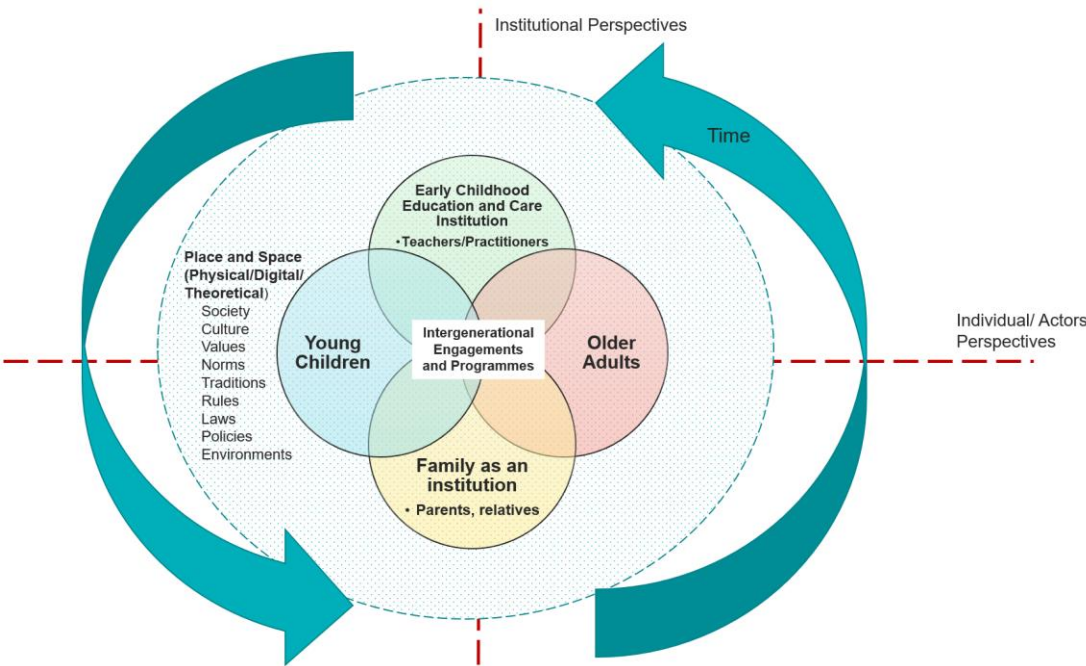 Institutional Perspectives
Time
Early Childhood
Education and Care
Institution
•Teachers/Practitioners
Place and Space
(Physical/Digital/
Theoretical)
Society
Culture
Values
Norms
Traditions
Rules
Laws
Policies
Environments
Young
Children
Intergenerational
Engagements
and Programmes
Older
Adults
Individual/ Actors
Perspectives
Family as an
institution
• Parents, relatives